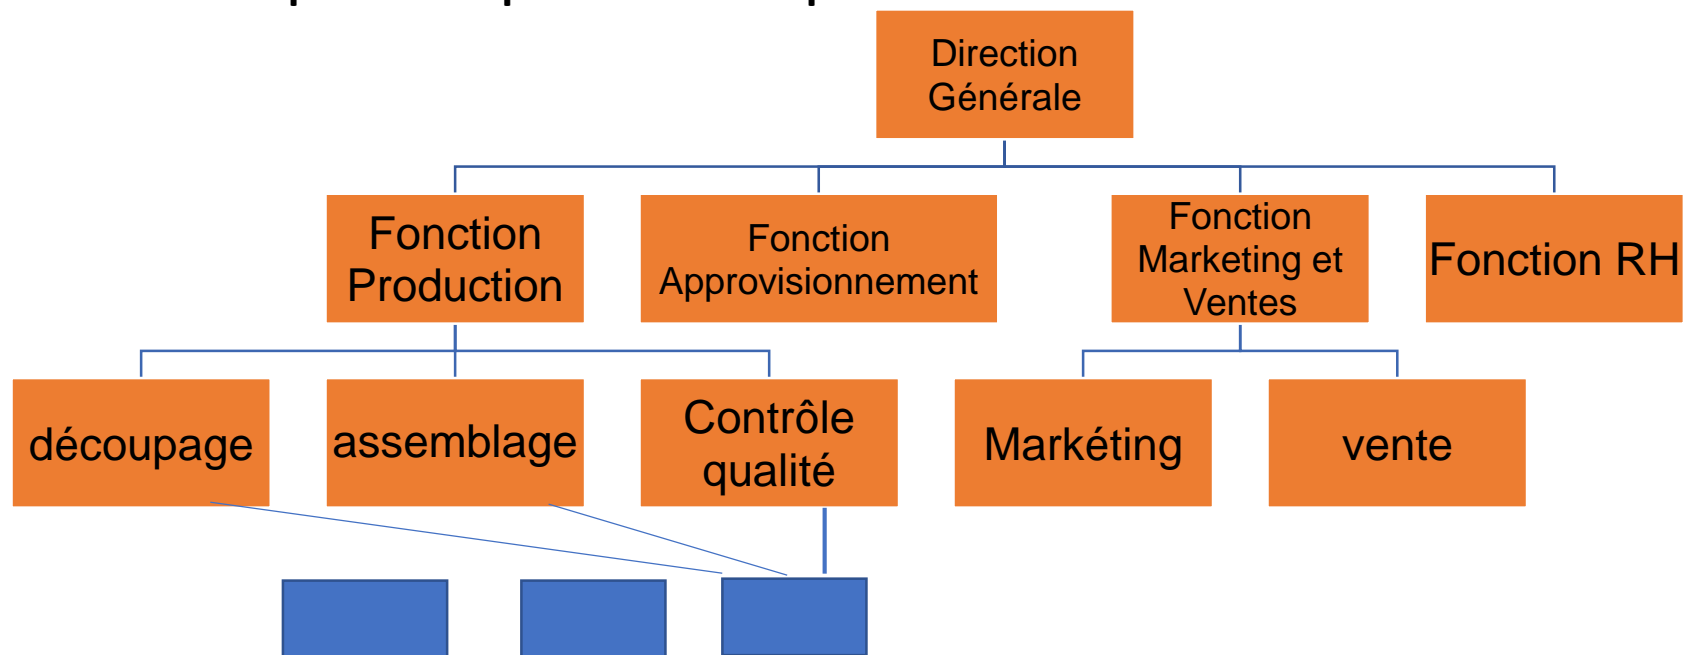 Direction
Générale
Fonction
Production
Fonction
Approvisionnement
Fonction
Marketing et
Ventes
Fonction RH
découpage
assemblage
Contrôle
qualité
Markéting
vente